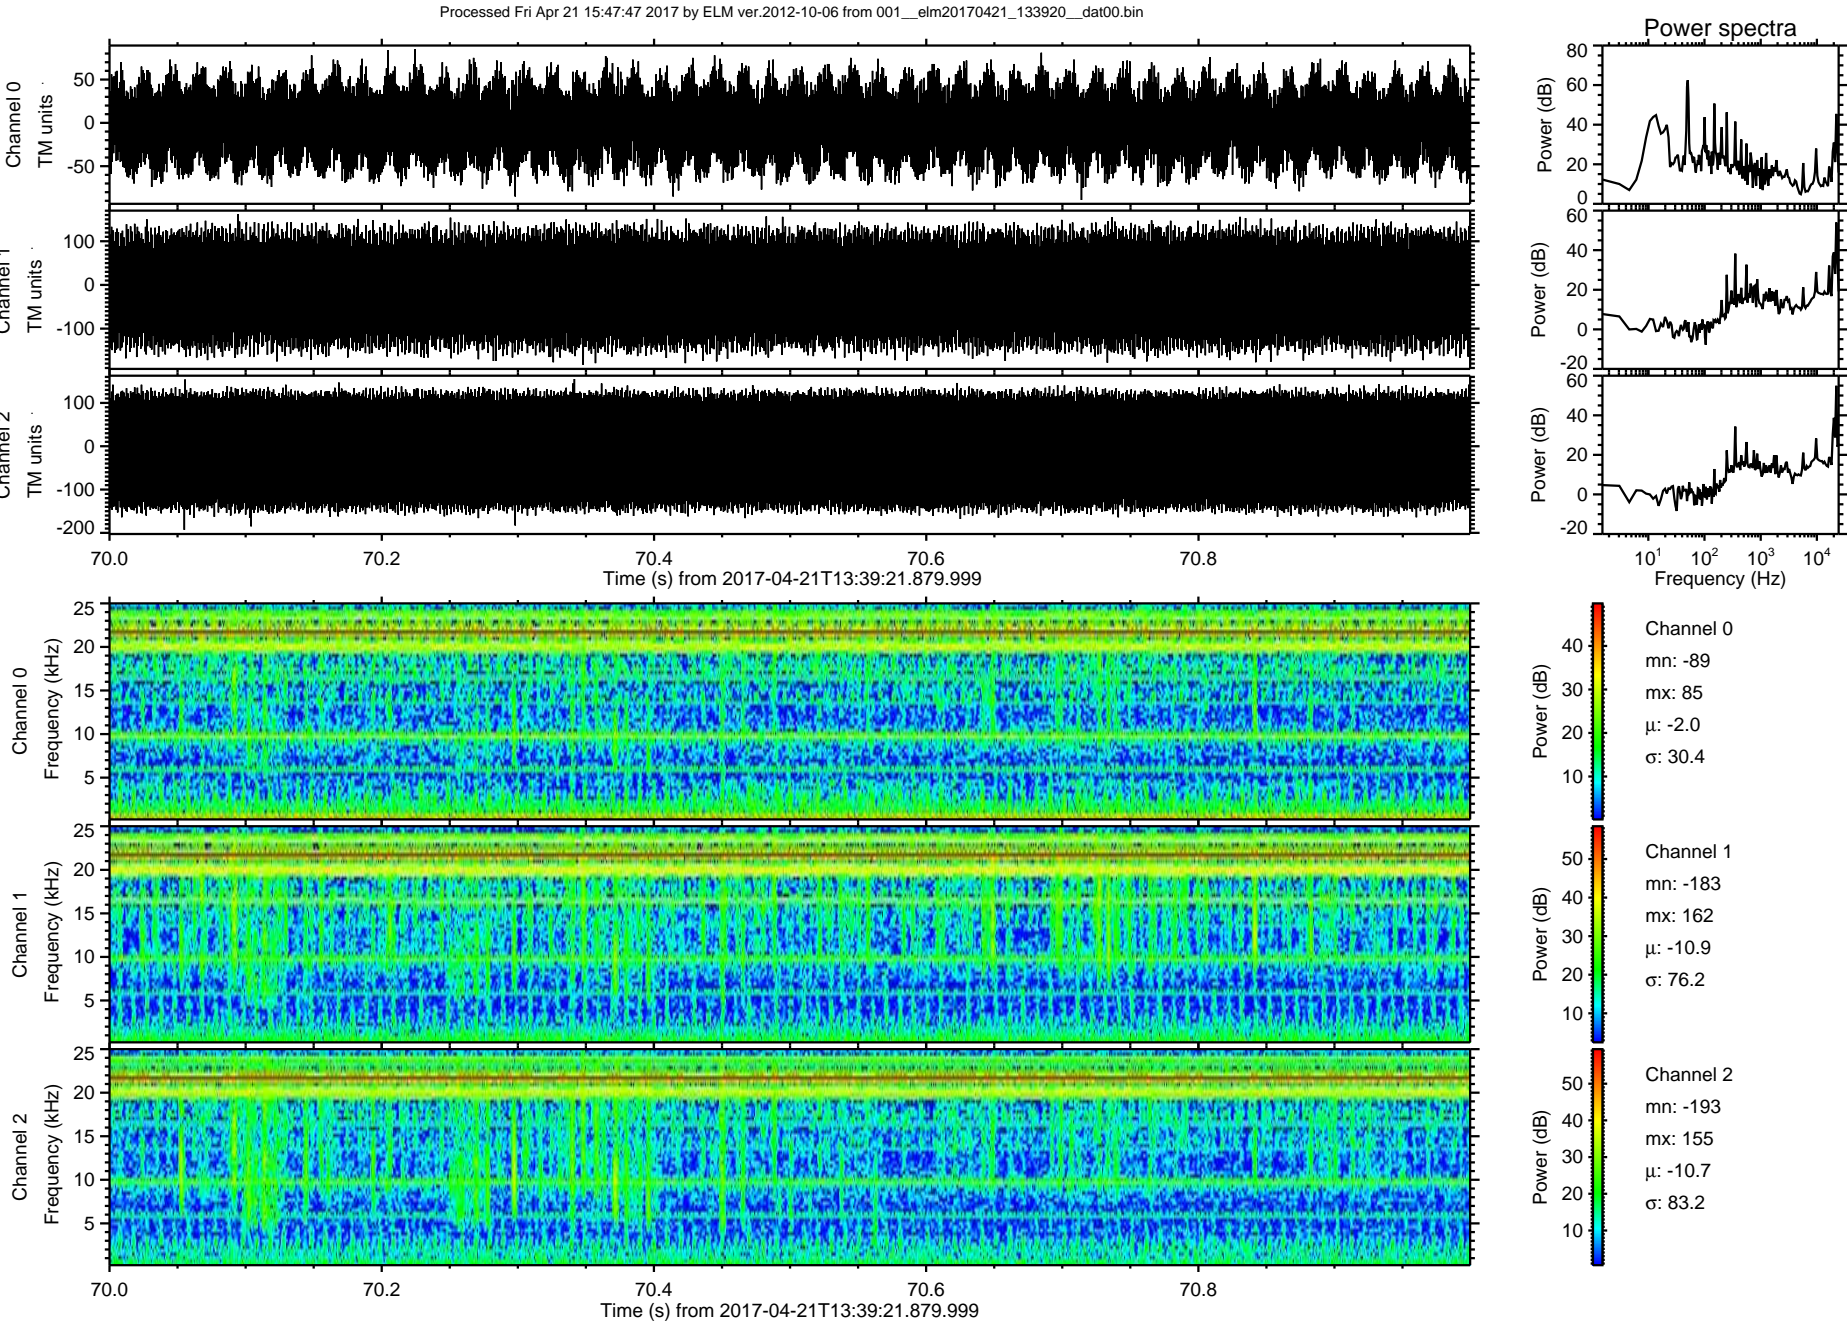 Processed Fri Apr 21 15:47:47 2017 by ELM ver.2012-10-06 from 001__elm20170421_133920__dat00.bin
Power spectra
Channel 0
TM units
50
0
-50
Power (dB)
80
60
40
20
0
Channel 1
TM units
100
0
-100
Power (dB)
60
40
20
0
-20
Channel 2
TM units
100
0
-100
-200
Power (dB)
60
40
20
0
-20
70.0 70.2 70.4 70.6 70.8
Time (s) from 2017-04-21T13:39:21.879.999
10¹ 10² 10³ 10⁴
Frequency (Hz)
Channel 0
Frequency (kHz)
25
20
15
10
5
Power (dB)
40
30
20
10
Channel 0
mn: -89
mx: 85
μ: -2.0
σ: 30.4
Channel 1
Frequency (kHz)
25
20
15
10
5
Power (dB)
50
40
30
20
10
Channel 1
mn: -183
mx: 162
μ: -10.9
σ: 76.2
Channel 2
Frequency (kHz)
25
20
15
10
5
Power (dB)
50
40
30
20
10
Channel 2
mn: -193
mx: 155
μ: -10.7
σ: 83.2
70.0 70.2 70.4 70.6 70.8
Time (s) from 2017-04-21T13:39:21.879.999